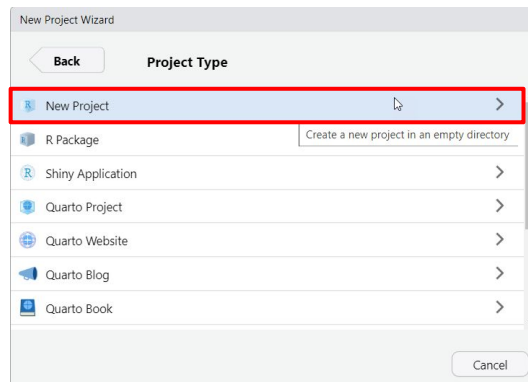 New Project Wizard
Back
Project Type
New Project
Create a new project in an empty directory
R Package
R Shiny Application
Quarto Project
Quarto Website
Quarto Blog
Quarto Book
Cancel